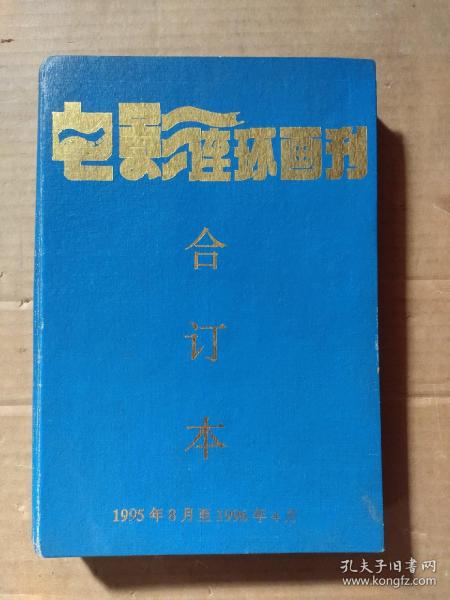 电影连环画刊
合
订
本
1995年8月至1996年4月
孔夫子旧书网
www.kongfz.com